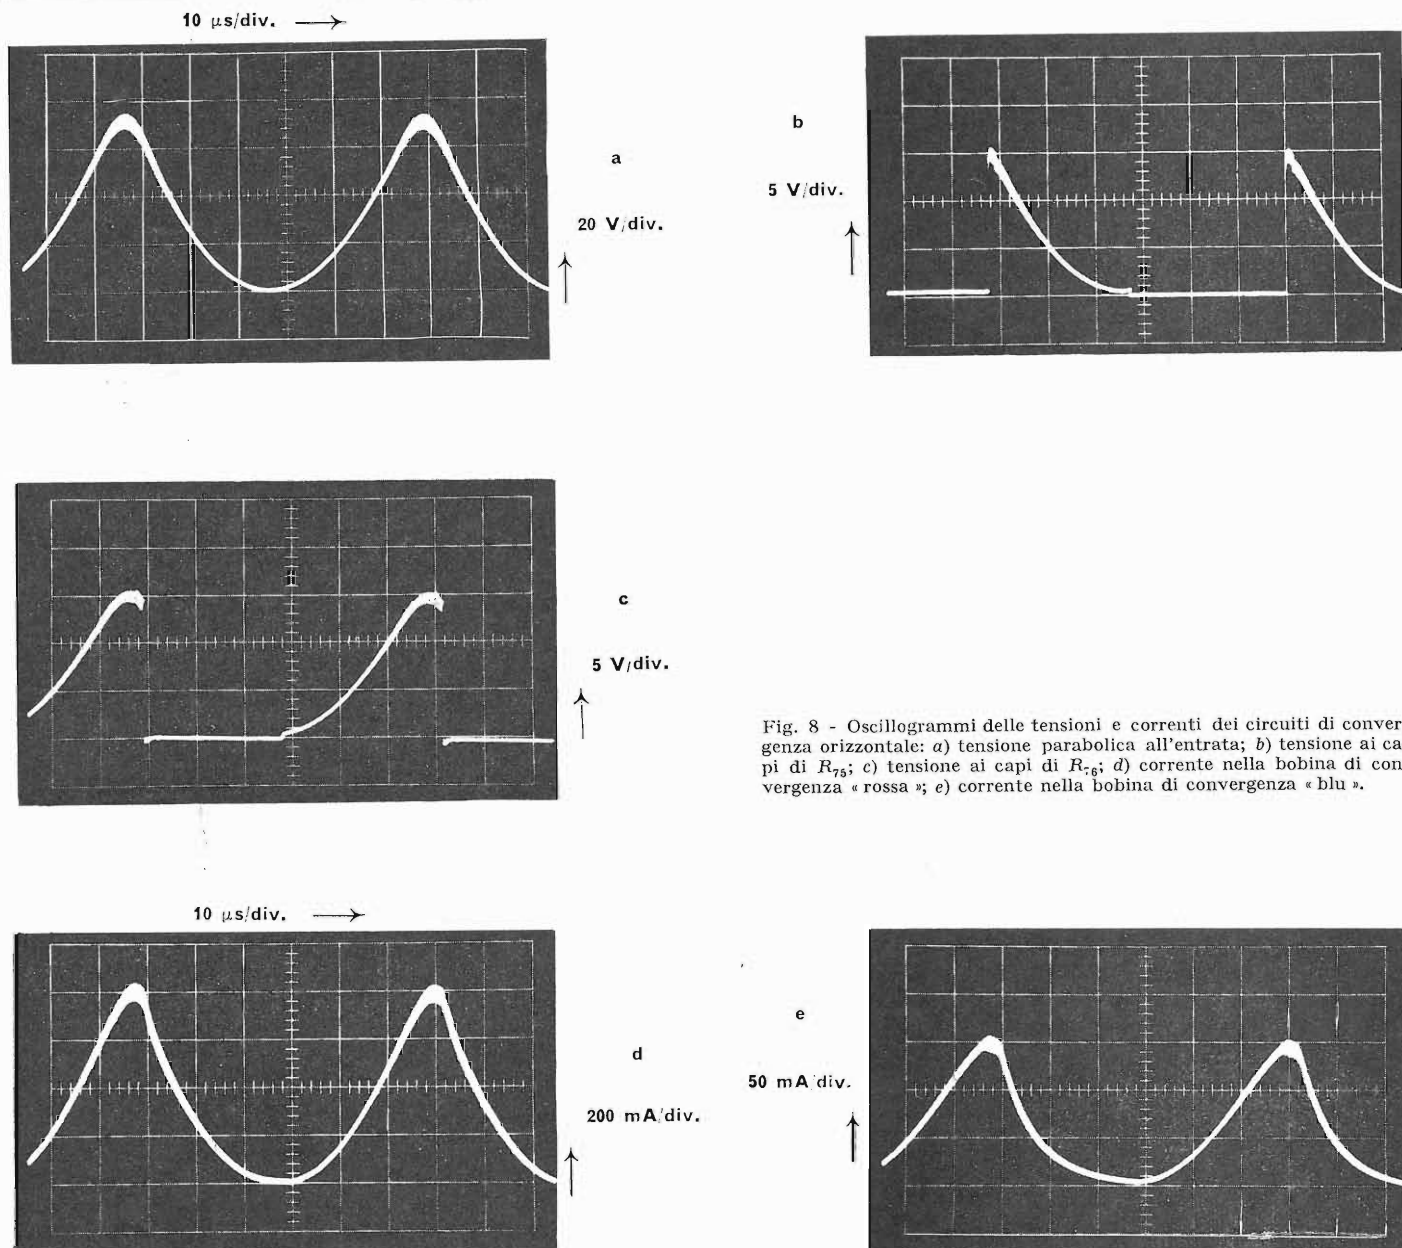 10 μs/div.
a
20 V/div.
b
5 V/div.
c
5 V/div.
Fig. 8 - Oscillogrammi delle tensioni e correnti dei circuiti di conver-
genza orizzontale: a) tensione parabolica all'entrata; b) tensione ai ca-
pi di R75; c) tensione ai capi di R76; d) corrente nella bobina di con-
vergenza « rossa »; e) corrente nella bobina di convergenza « blu ».
10 μs/div.
d
200 mA/div.
e
50 mA/div.